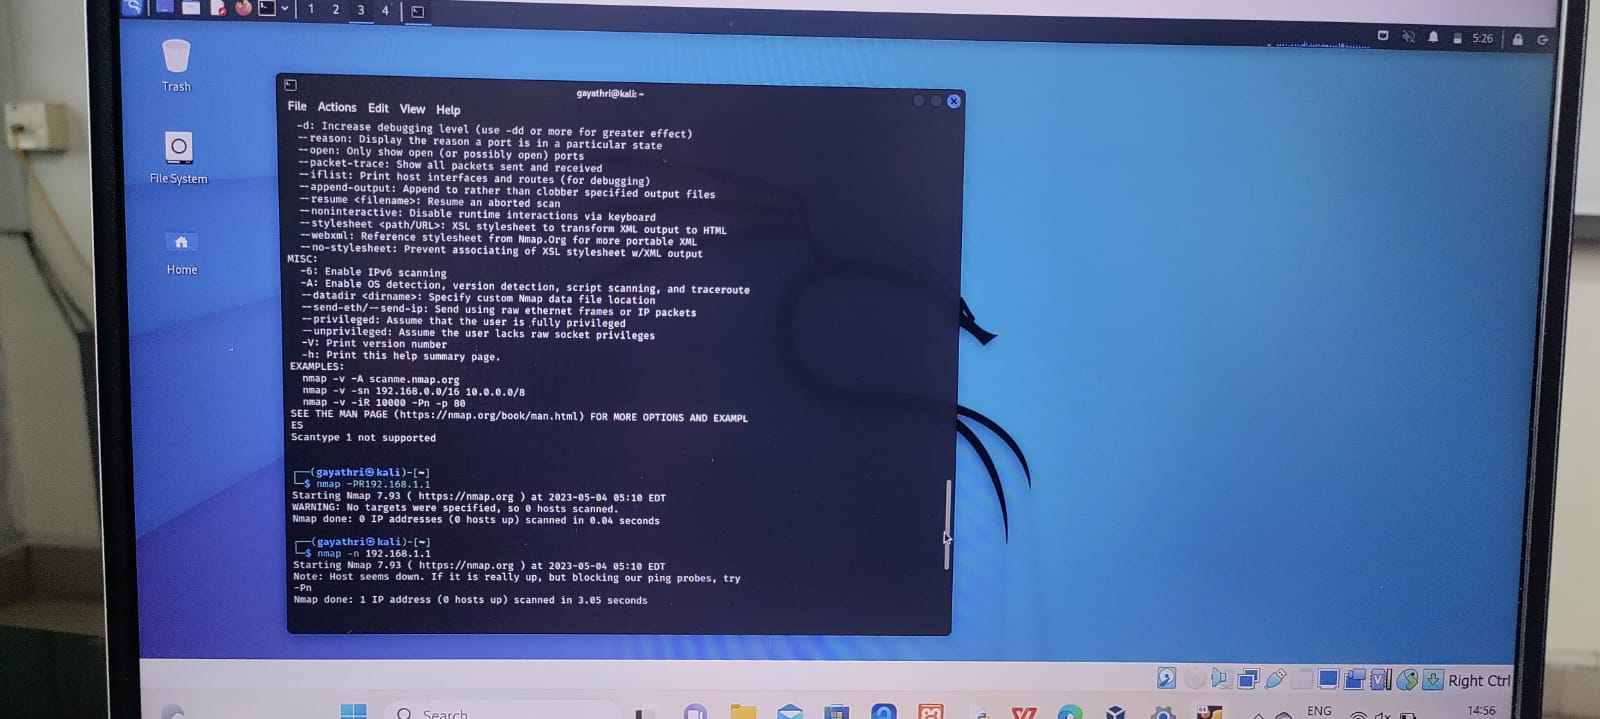 1 2 3 4
5:26
Trash
File System
Home
gayathri@kali: ~
File Actions Edit View Help
-d: Increase debugging level (use -dd or more for greater effect)
--reason: Display the reason a port is in a particular state
--open: Only show open (or possibly open) ports
--packet-trace: Show all packets sent and received
--iflist: Print host interfaces and routes (for debugging)
--append-output: Append to rather than clobber specified output files
--resume <filename>: Resume an aborted scan
--noninteractive: Disable runtime interactions via keyboard
--stylesheet <path/URL>: XSL stylesheet to transform XML output to HTML
--webxml: Reference stylesheet from Nmap.Org for more portable XML
--no-stylesheet: Prevent associating of XSL stylesheet w/XML output
MISC:
-6: Enable IPv6 scanning
-A: Enable OS detection, version detection, script scanning, and traceroute
--datadir <dirname>: Specify custom Nmap data file location
--send-eth/--send-ip: Send using raw ethernet frames or IP packets
--privileged: Assume that the user is fully privileged
--unprivileged: Assume the user lacks raw socket privileges
-V: Print version number
-h: Print this help summary page.
EXAMPLES:
nmap -v -A scanme.nmap.org
nmap -v -sn 192.168.0.0/16 10.0.0.0/8
nmap -v -iR 10000 -Pn -p 80
SEE THE MAN PAGE (https://nmap.org/book/man.html) FOR MORE OPTIONS AND EXAMPL
ES
Scantype 1 not supported
┌──(gayathri㉿kali)-[~]
└─$ nmap -PR192.168.1.1
Starting Nmap 7.93 ( https://nmap.org ) at 2023-05-04 05:10 EDT
WARNING: No targets were specified, so 0 hosts scanned.
Nmap done: 0 IP addresses (0 hosts up) scanned in 0.04 seconds
┌──(gayathri㉿kali)-[~]
└─$ nmap -n 192.168.1.1
Starting Nmap 7.93 ( https://nmap.org ) at 2023-05-04 05:10 EDT
Note: Host seems down. If it is really up, but blocking our ping probes, try
-Pn
Nmap done: 1 IP address (0 hosts up) scanned in 3.05 seconds
Right Ctrl
Search
ENG
14:56